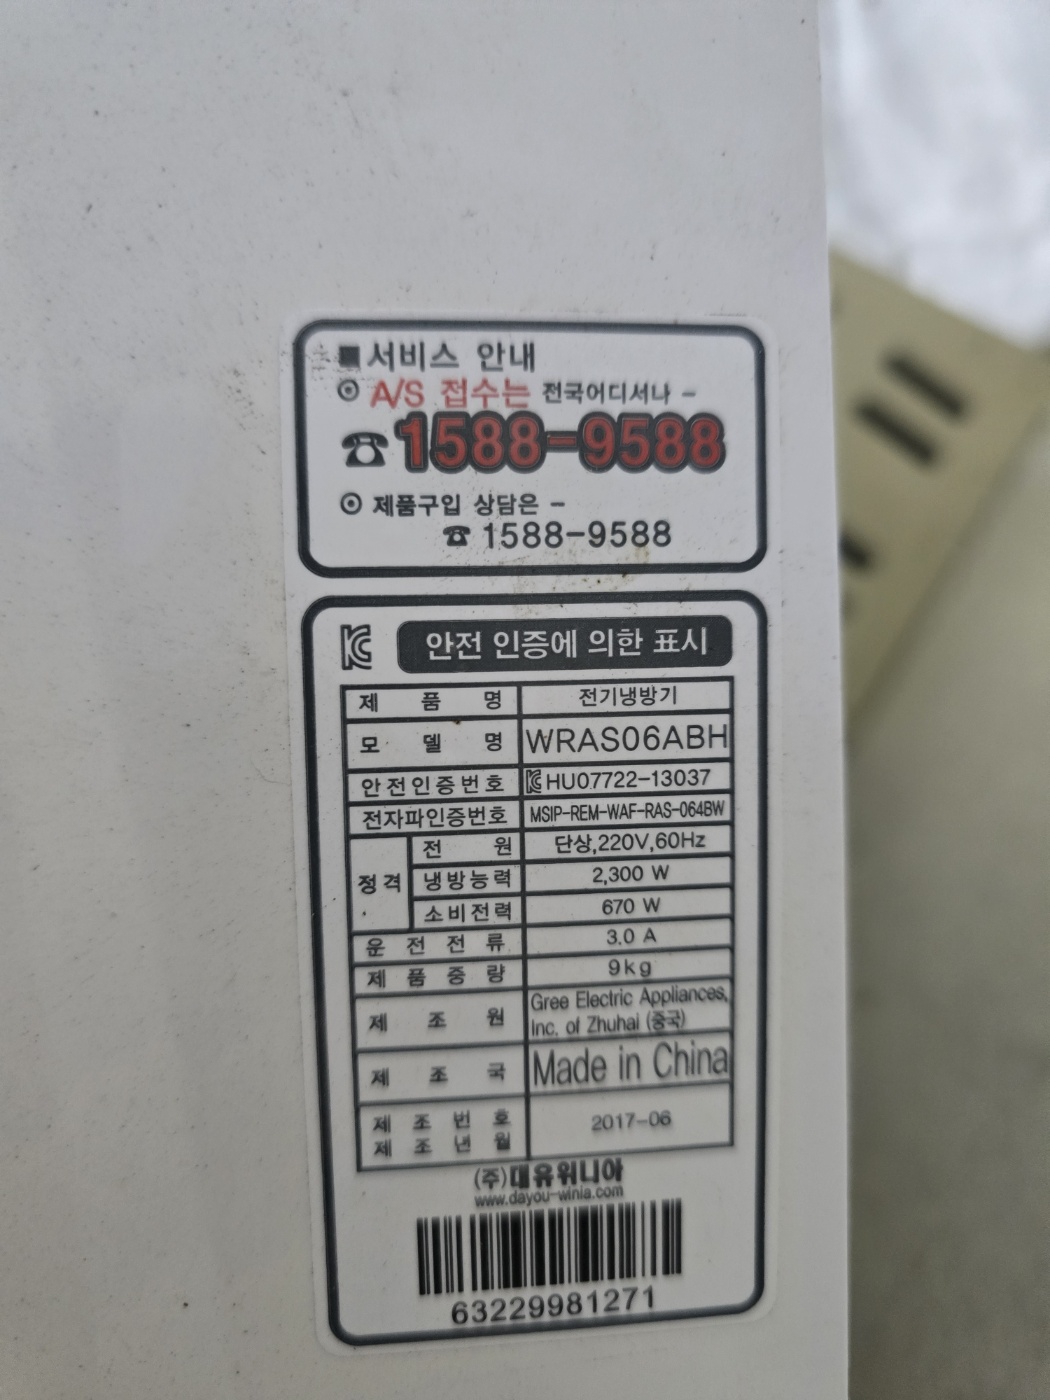 ■서비스 안내
⊙ A/S 접수는 전국어디서나 -
☎1588-9588
⊙ 제품구입 상담은 -
☎1588-9588
안전 인증에 의한 표시
제품명 전기냉방기
모델명 WRAS06ABH
안전인증번호 HU07722-13037
전자파인증번호 MSIP-REM-WAF-RAS-064BW
정격 전원 단상,220V,60Hz
냉방능력 2,300 W
소비전력 670 W
운전전류 3.0 A
제품중량 9kg
제조원 Gree Electric Appliances,
Inc. of Zhuhai (중국)
제조국 Made in China
제조번호
제조년월 2017-06
(주)대유위니아
www.dayou-winia.com
63229981271